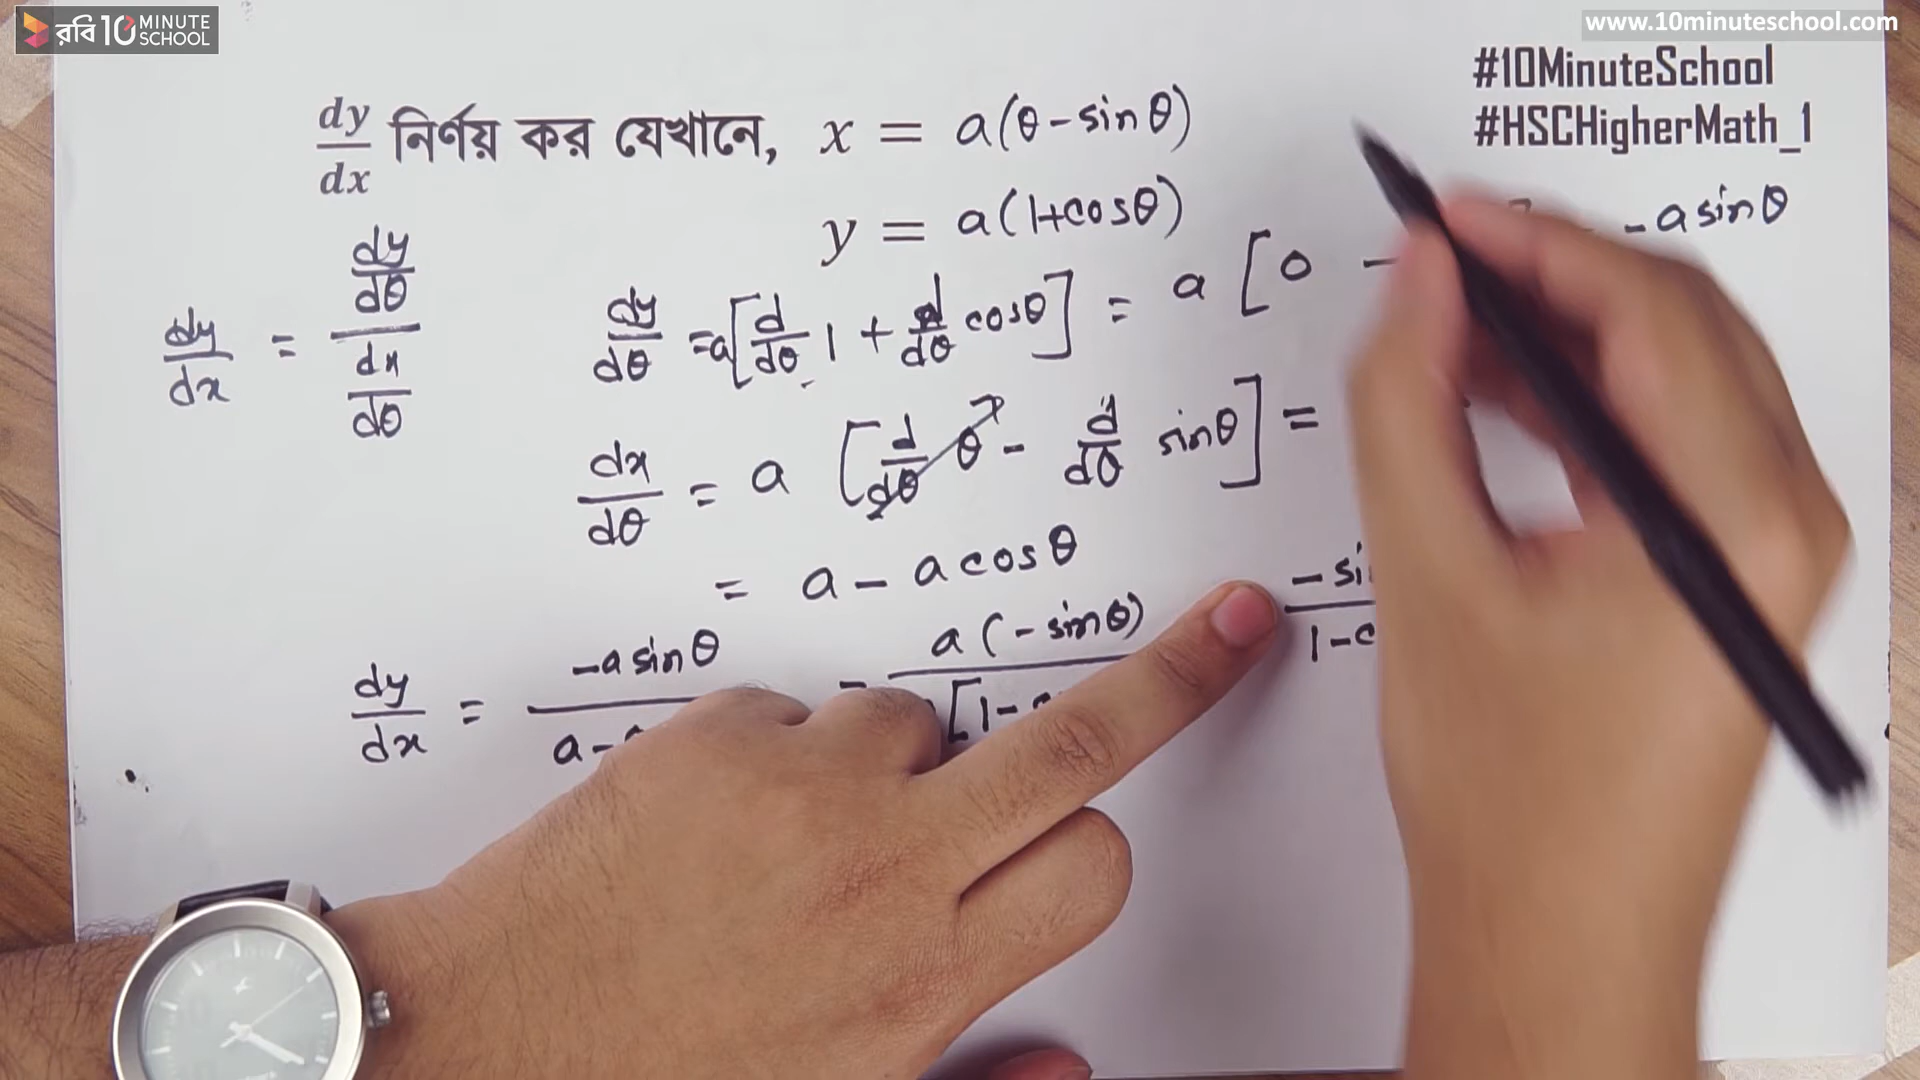 রবি 10 MINUTE SCHOOL
www.10minuteschool.com
#10MinuteSchool
#HSCHigherMath_1
dy/dx নির্ণয় কর যেখানে, x = a(θ-sinθ)
y = a(1+cosθ)
dy/dx = (dy/dθ)/(dx/dθ)
dy/dθ = a[d/dθ 1 + d/dθ cosθ] = a [0 - - a sinθ
dx/dθ = a [d/dθ θ - d/dθ sinθ] =
= a - a cosθ
dy/dx = -a sinθ / a - = a(-sinθ) / [1- - / 1-